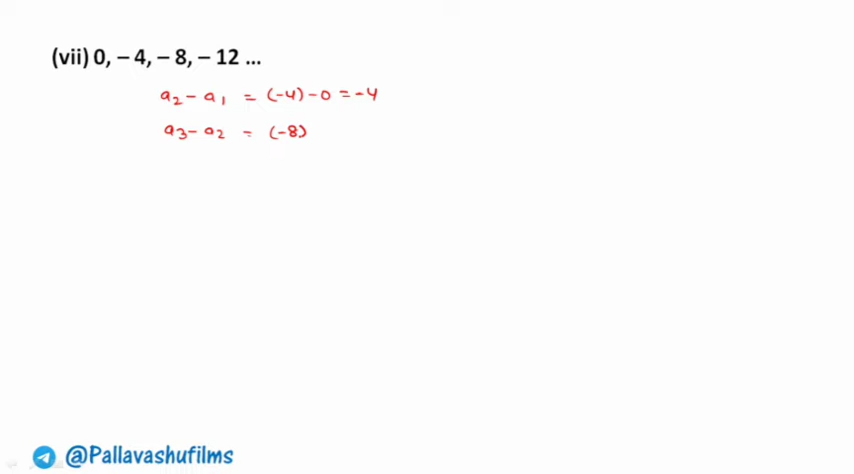 (vii) 0, – 4, – 8, – 12 ...
a₂ – a₁ = (-4) - 0 = -4
a₃ – a₂ = (-8)
@Pallavashufilms